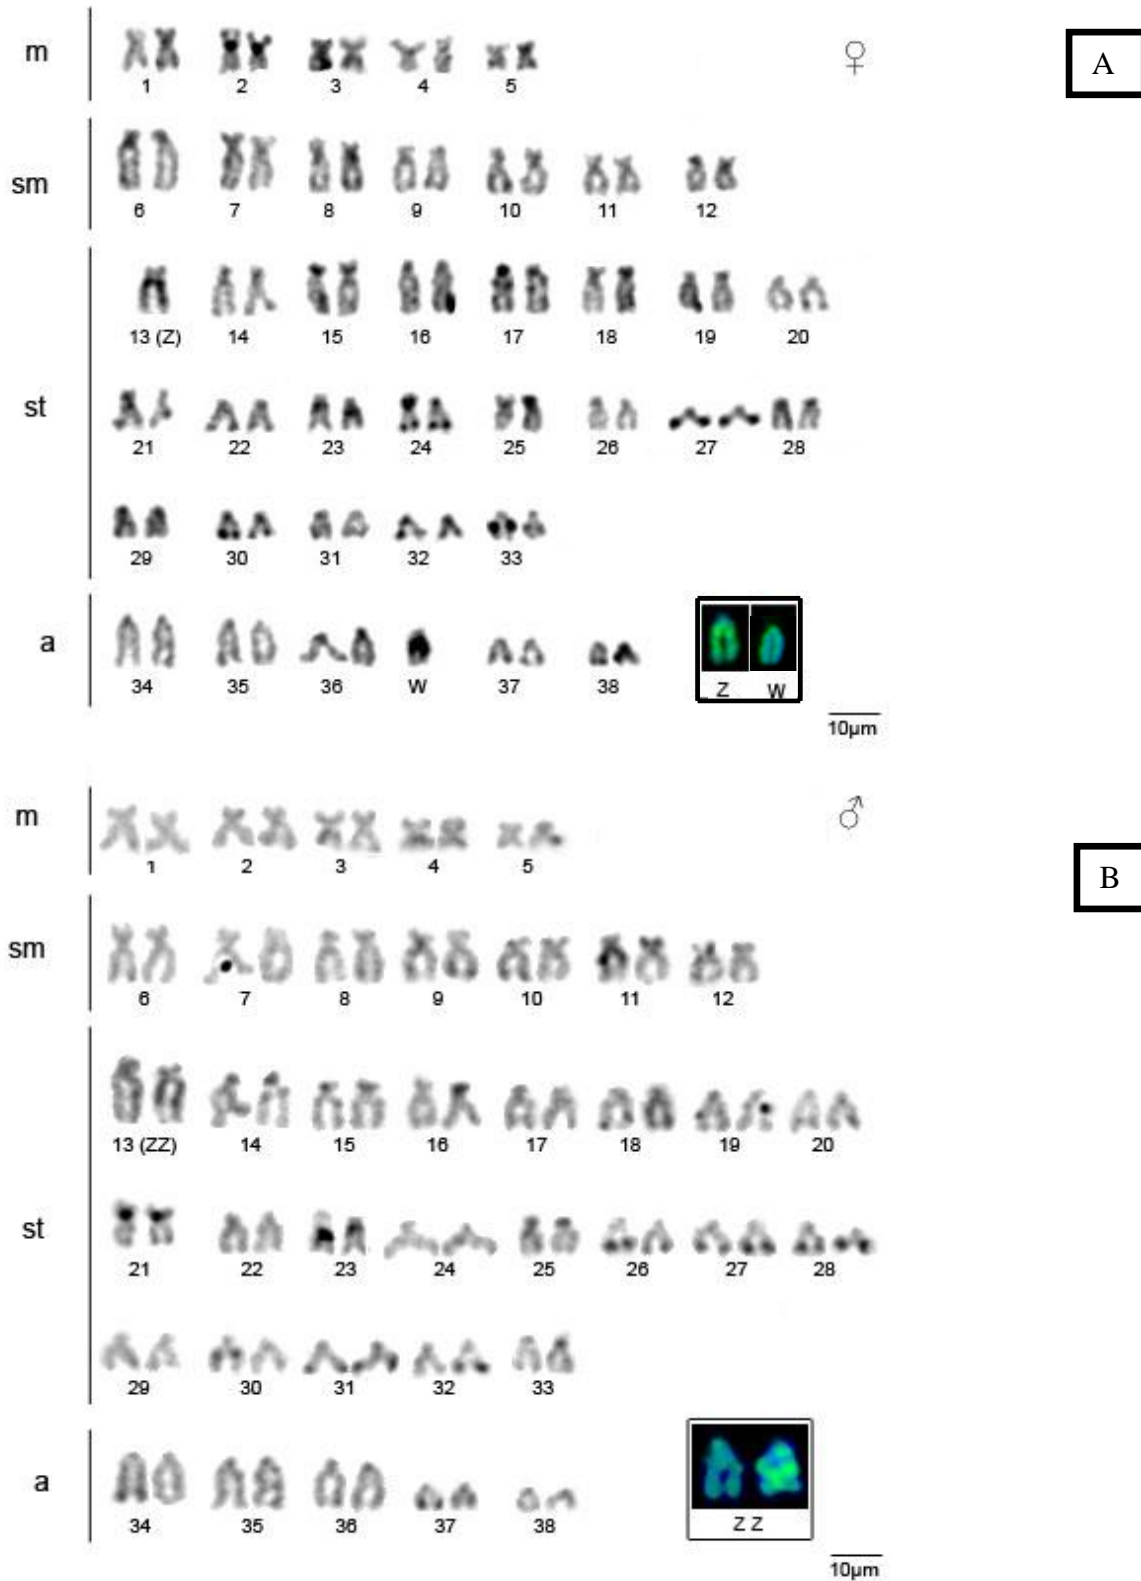 m ♀ A
1 2 3 4 5
sm
6 7 8 9 10 11 12
13 (Z) 14 15 16 17 18 19 20
st
21 22 23 24 25 26 27 28
29 30 31 32 33
a
34 35 36 W 37 38
Z W
10µm
m ♂
1 2 3 4 5
B
sm
6 7 8 9 10 11 12
13 (ZZ) 14 15 16 17 18 19 20
st
21 22 23 24 25 26 27 28
29 30 31 32 33
a
34 35 36 37 38
Z Z
10µm